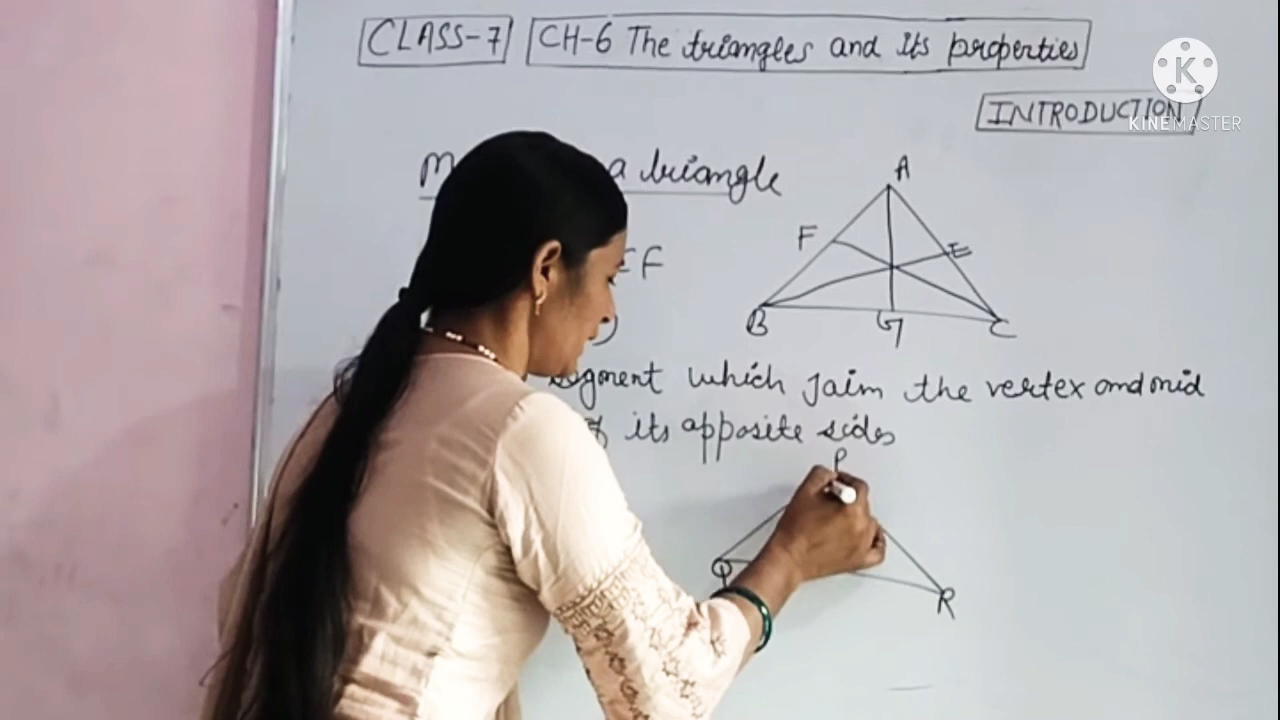 CLASS-7 CH-6 The triangles and its properties
K
KINEMASTER
INTRODUCTION
a triangle
A
F
E
B
G
C
F
segment which jaim the vertex and mid
its apposite sides
P
Q
R